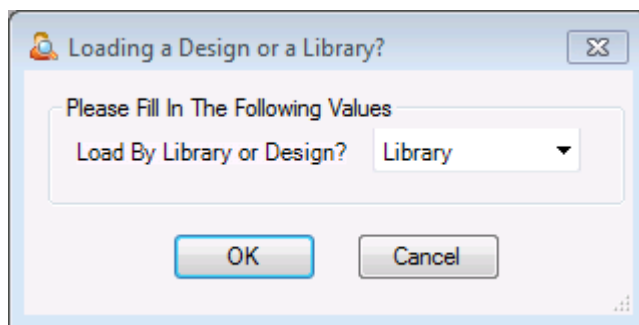 Loading a Design or a Library?
Please Fill In The Following Values
Load By Library or Design? Library
OK Cancel